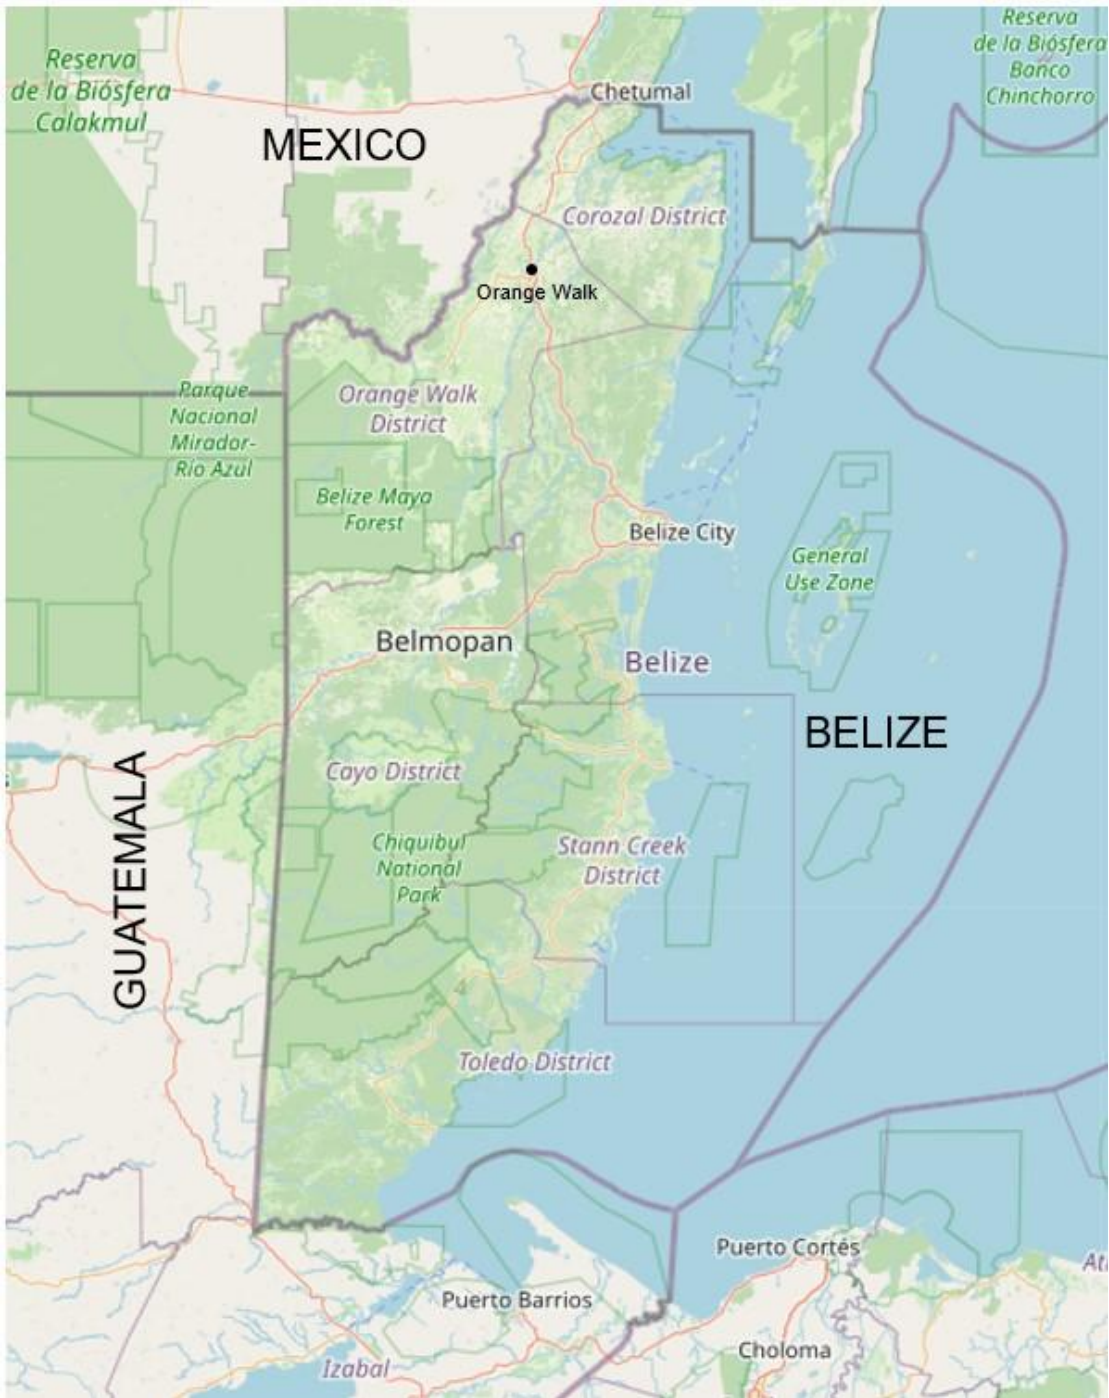 Reserva
de la Biósfera
Calakmul
Reserva
de la Biósfera
Banco
Chinchorro
Chetumal
MEXICO
Corozal District
Orange Walk
Parque
Nacional
Mirador-
Río Azul
Orange Walk
District
Belize Maya
Forest
Belize City
General
Use Zone
Belmopan
Belize
BELIZE
GUATEMALA
Cayo District
Chiquibul
National
Park
Stann Creek
District
4
Toledo District
Puerto Cortés
Puerto Barrios
Choloma
Izabal